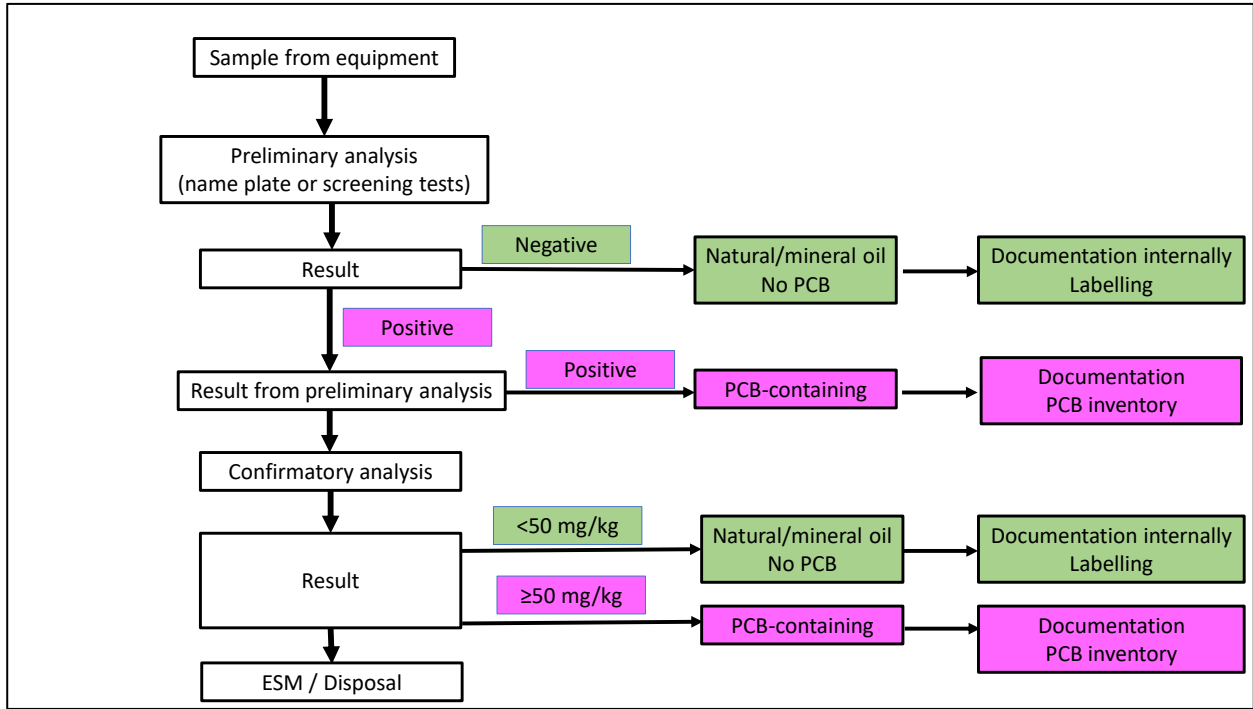 Sample from equipment
Preliminary analysis
(name plate or screening tests)
Negative
Result
Natural/mineral oil
No PCB
Documentation internally
Labelling
Positive
Positive
Result from preliminary analysis
PCB-containing
Documentation
PCB inventory
Confirmatory analysis
<50 mg/kg
Natural/mineral oil
No PCB
Documentation internally
Labelling
Result
≥50 mg/kg
PCB-containing
Documentation
PCB inventory
ESM / Disposal